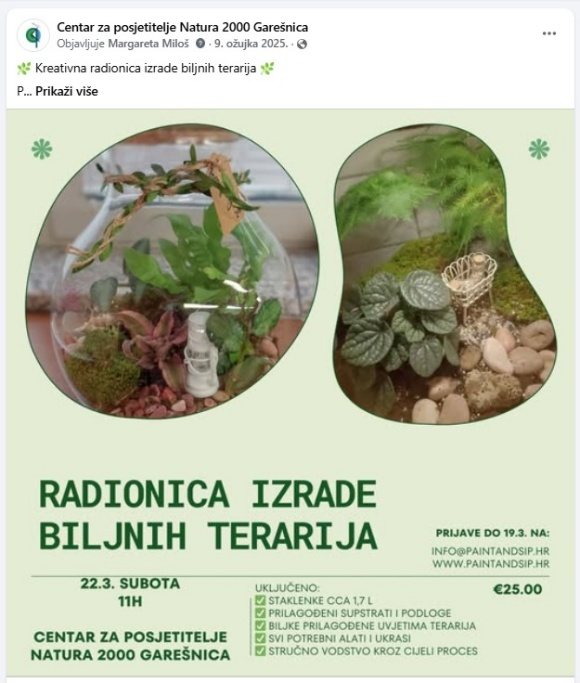 Centar za posjetitelje Natura 2000 Garešnica
Objavljuje Margareta Miloš · 9. ožujka 2025. ·
🌿 Kreativna radionica izrade biljnih terarija 🌿
P... Prikaži više
RADIONICA IZRADE
BILJNIH TERARIJA
PRIJAVE DO 19.3. NA:
INFO@PAINTANDSIP.HR
WWW.PAINTANDSIP.HR
22.3. SUBOTA
11H
CENTAR ZA POSJETITELJE
NATURA 2000 GAREŠNICA
UKLJUČENO:
✅ STAKLENKE CCA 1,7 L
✅ PRILAGOĐENI SUPSTRATI I PODLOGE
✅ BILJKE PRILAGOĐENE UVJETIMA TERARIJA
✅ SVI POTREBNI ALATI I UKRASI
✅ STRUČNO VODSTVO KROZ CIJELI PROCES
€25.00